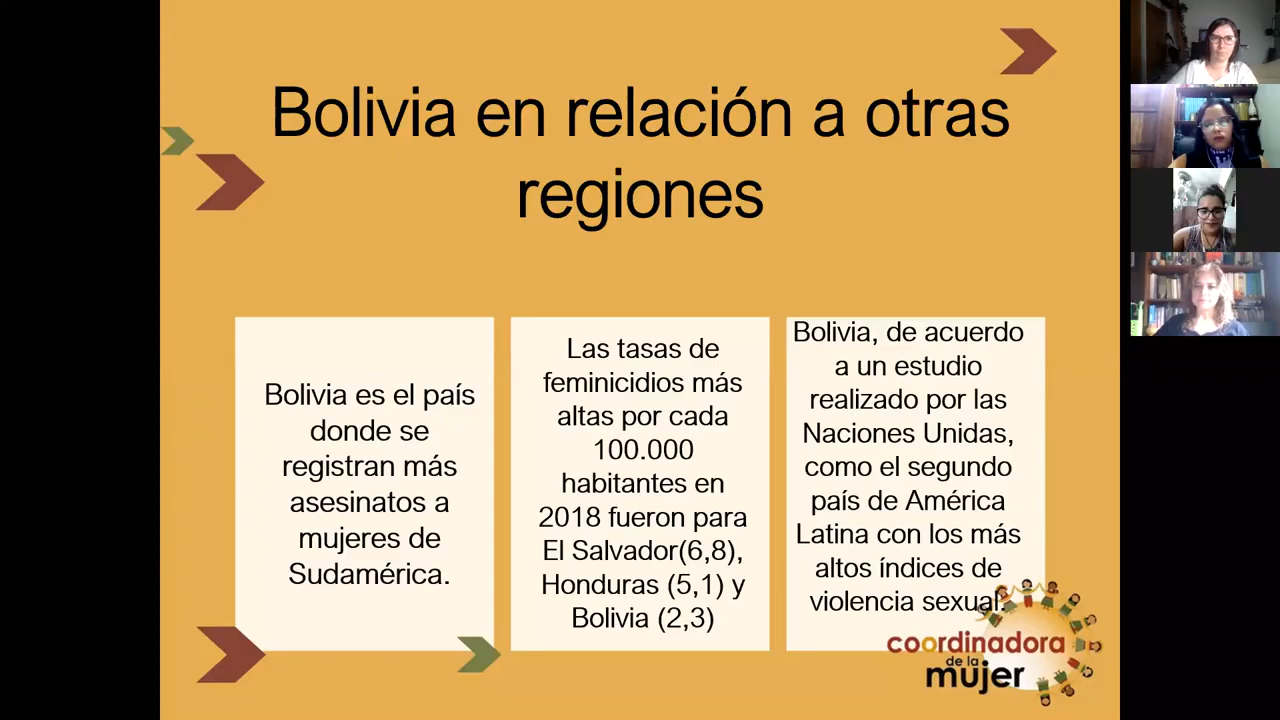 Bolivia en relación a otras
regiones
Bolivia es el país
donde se
registran más
asesinatos a
mujeres de
Sudamérica.
Las tasas de
feminicidios más
altas por cada
100.000
habitantes en
2018 fueron para
El Salvador(6,8),
Honduras (5,1) y
Bolivia (2,3)
Bolivia, de acuerdo
a un estudio
realizado por las
Naciones Unidas,
como el segundo
país de América
Latina con los más
altos índices de
violencia sexual.
coordinadora
de la
mujer